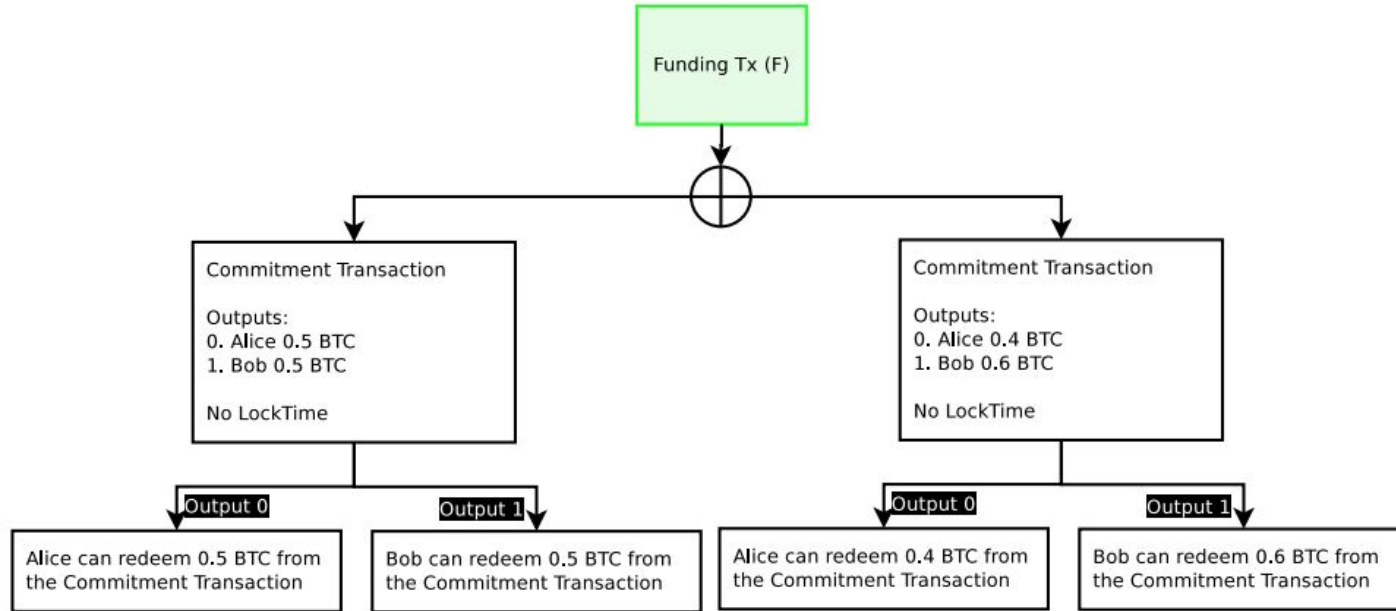 Funding Tx (F)
Commitment Transaction
Outputs:
0. Alice 0.5 BTC
1. Bob 0.5 BTC
No LockTime
Commitment Transaction
Outputs:
0. Alice 0.4 BTC
1. Bob 0.6 BTC
No LockTime
Output 0
Output 1
Output 0
Output 1
Alice can redeem 0.5 BTC from
the Commitment Transaction
Bob can redeem 0.5 BTC from
the Commitment Transaction
Alice can redeem 0.4 BTC from
the Commitment Transaction
Bob can redeem 0.6 BTC from
the Commitment Transaction